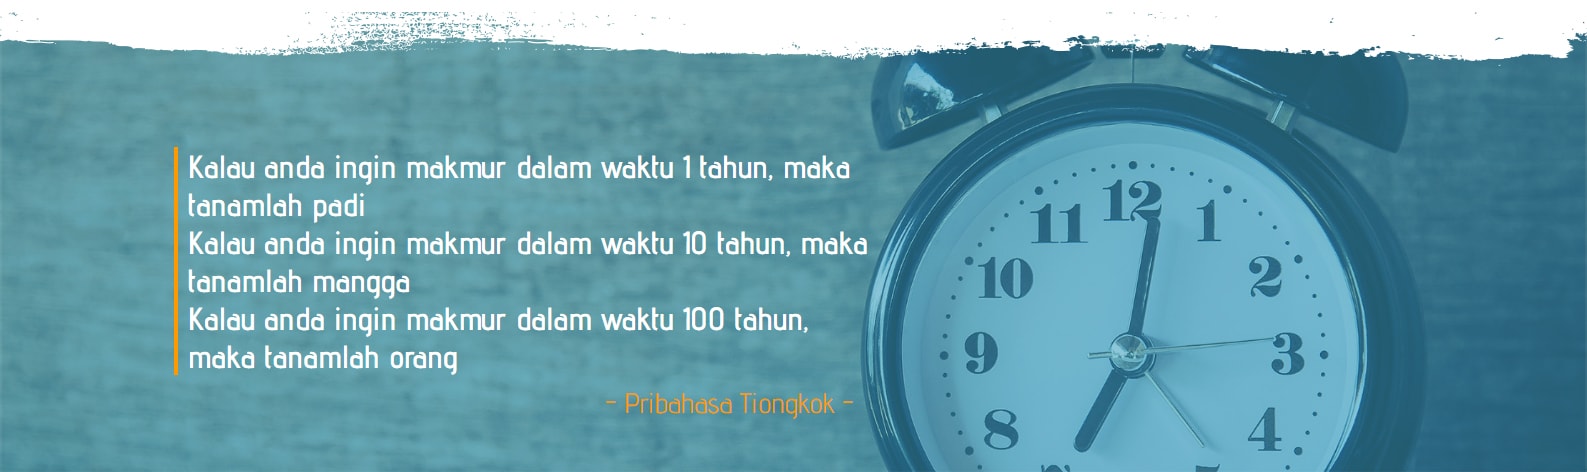 Kalau anda ingin makmur dalam waktu 1 tahun, maka
tanamlah padi
Kalau anda ingin makmur dalam waktu 10 tahun, maka
tanamlah mangga
Kalau anda ingin makmur dalam waktu 100 tahun,
maka tanamlah orang
- Pribahasa Tiongkok -
12
11
1
10
2
9
3
8
4